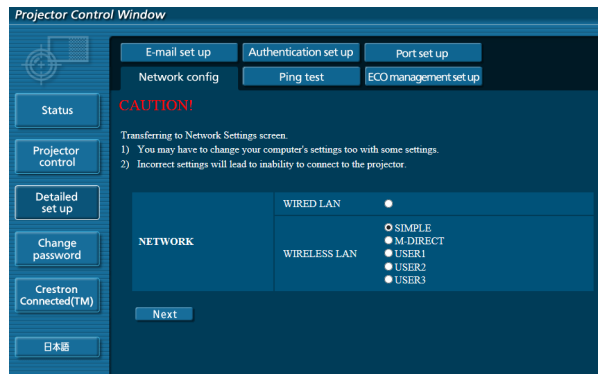 Projector Control Window
E-mail set up
Authentication set up
Port set up
Network config
Ping test
ECO management set up
Status
Projector
control
Detailed
set up
Change
password
Crestron
Connected(TM)
日本語
CAUTION!
Transferring to Network Settings screen.
1) You may have to change your computer's settings too with some settings.
2) Incorrect settings will lead to inability to connect to the projector.
NETWORK
WIRED LAN
WIRELESS LAN
SIMPLE
M-DIRECT
USER1
USER2
USER3
Next